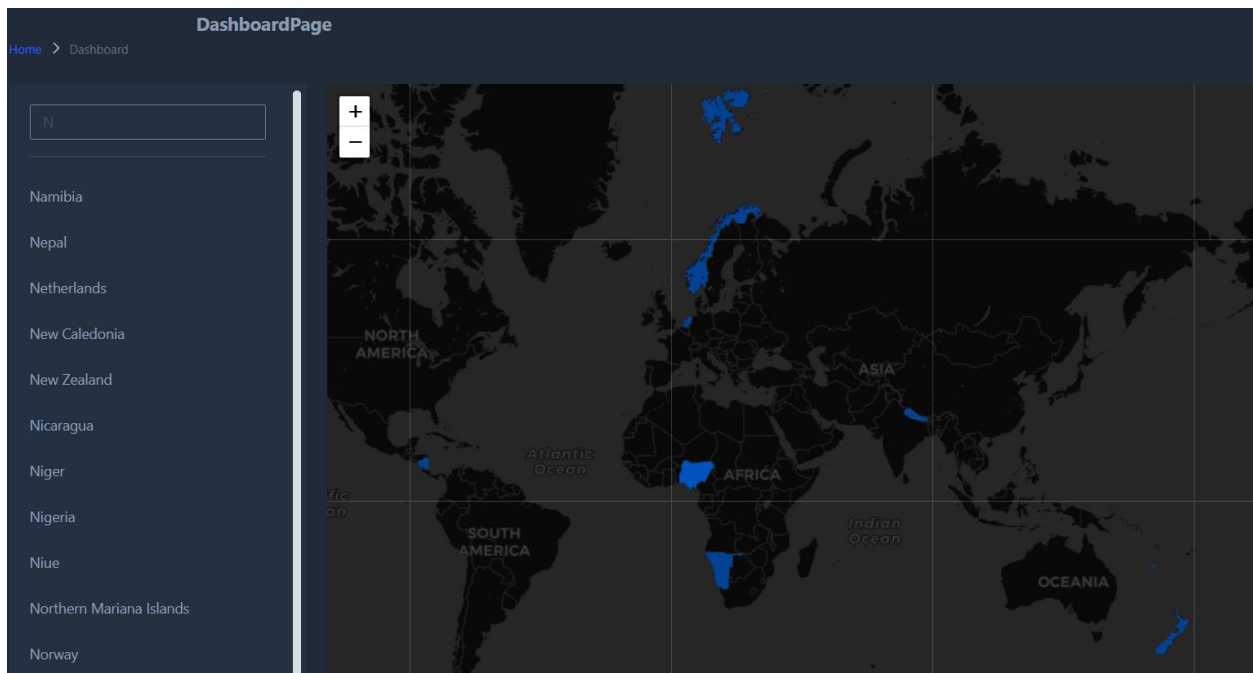 DashboardPage
Home > Dashboard
N
Namibia
Nepal
Netherlands
New Caledonia
New Zealand
Nicaragua
Niger
Nigeria
Niue
Northern Mariana Islands
Norway
+
−
NORTH
AMERICA
ASIA
Atlantic
Ocean
AFRICA
SOUTH
AMERICA
Indian
Ocean
OCEANIA